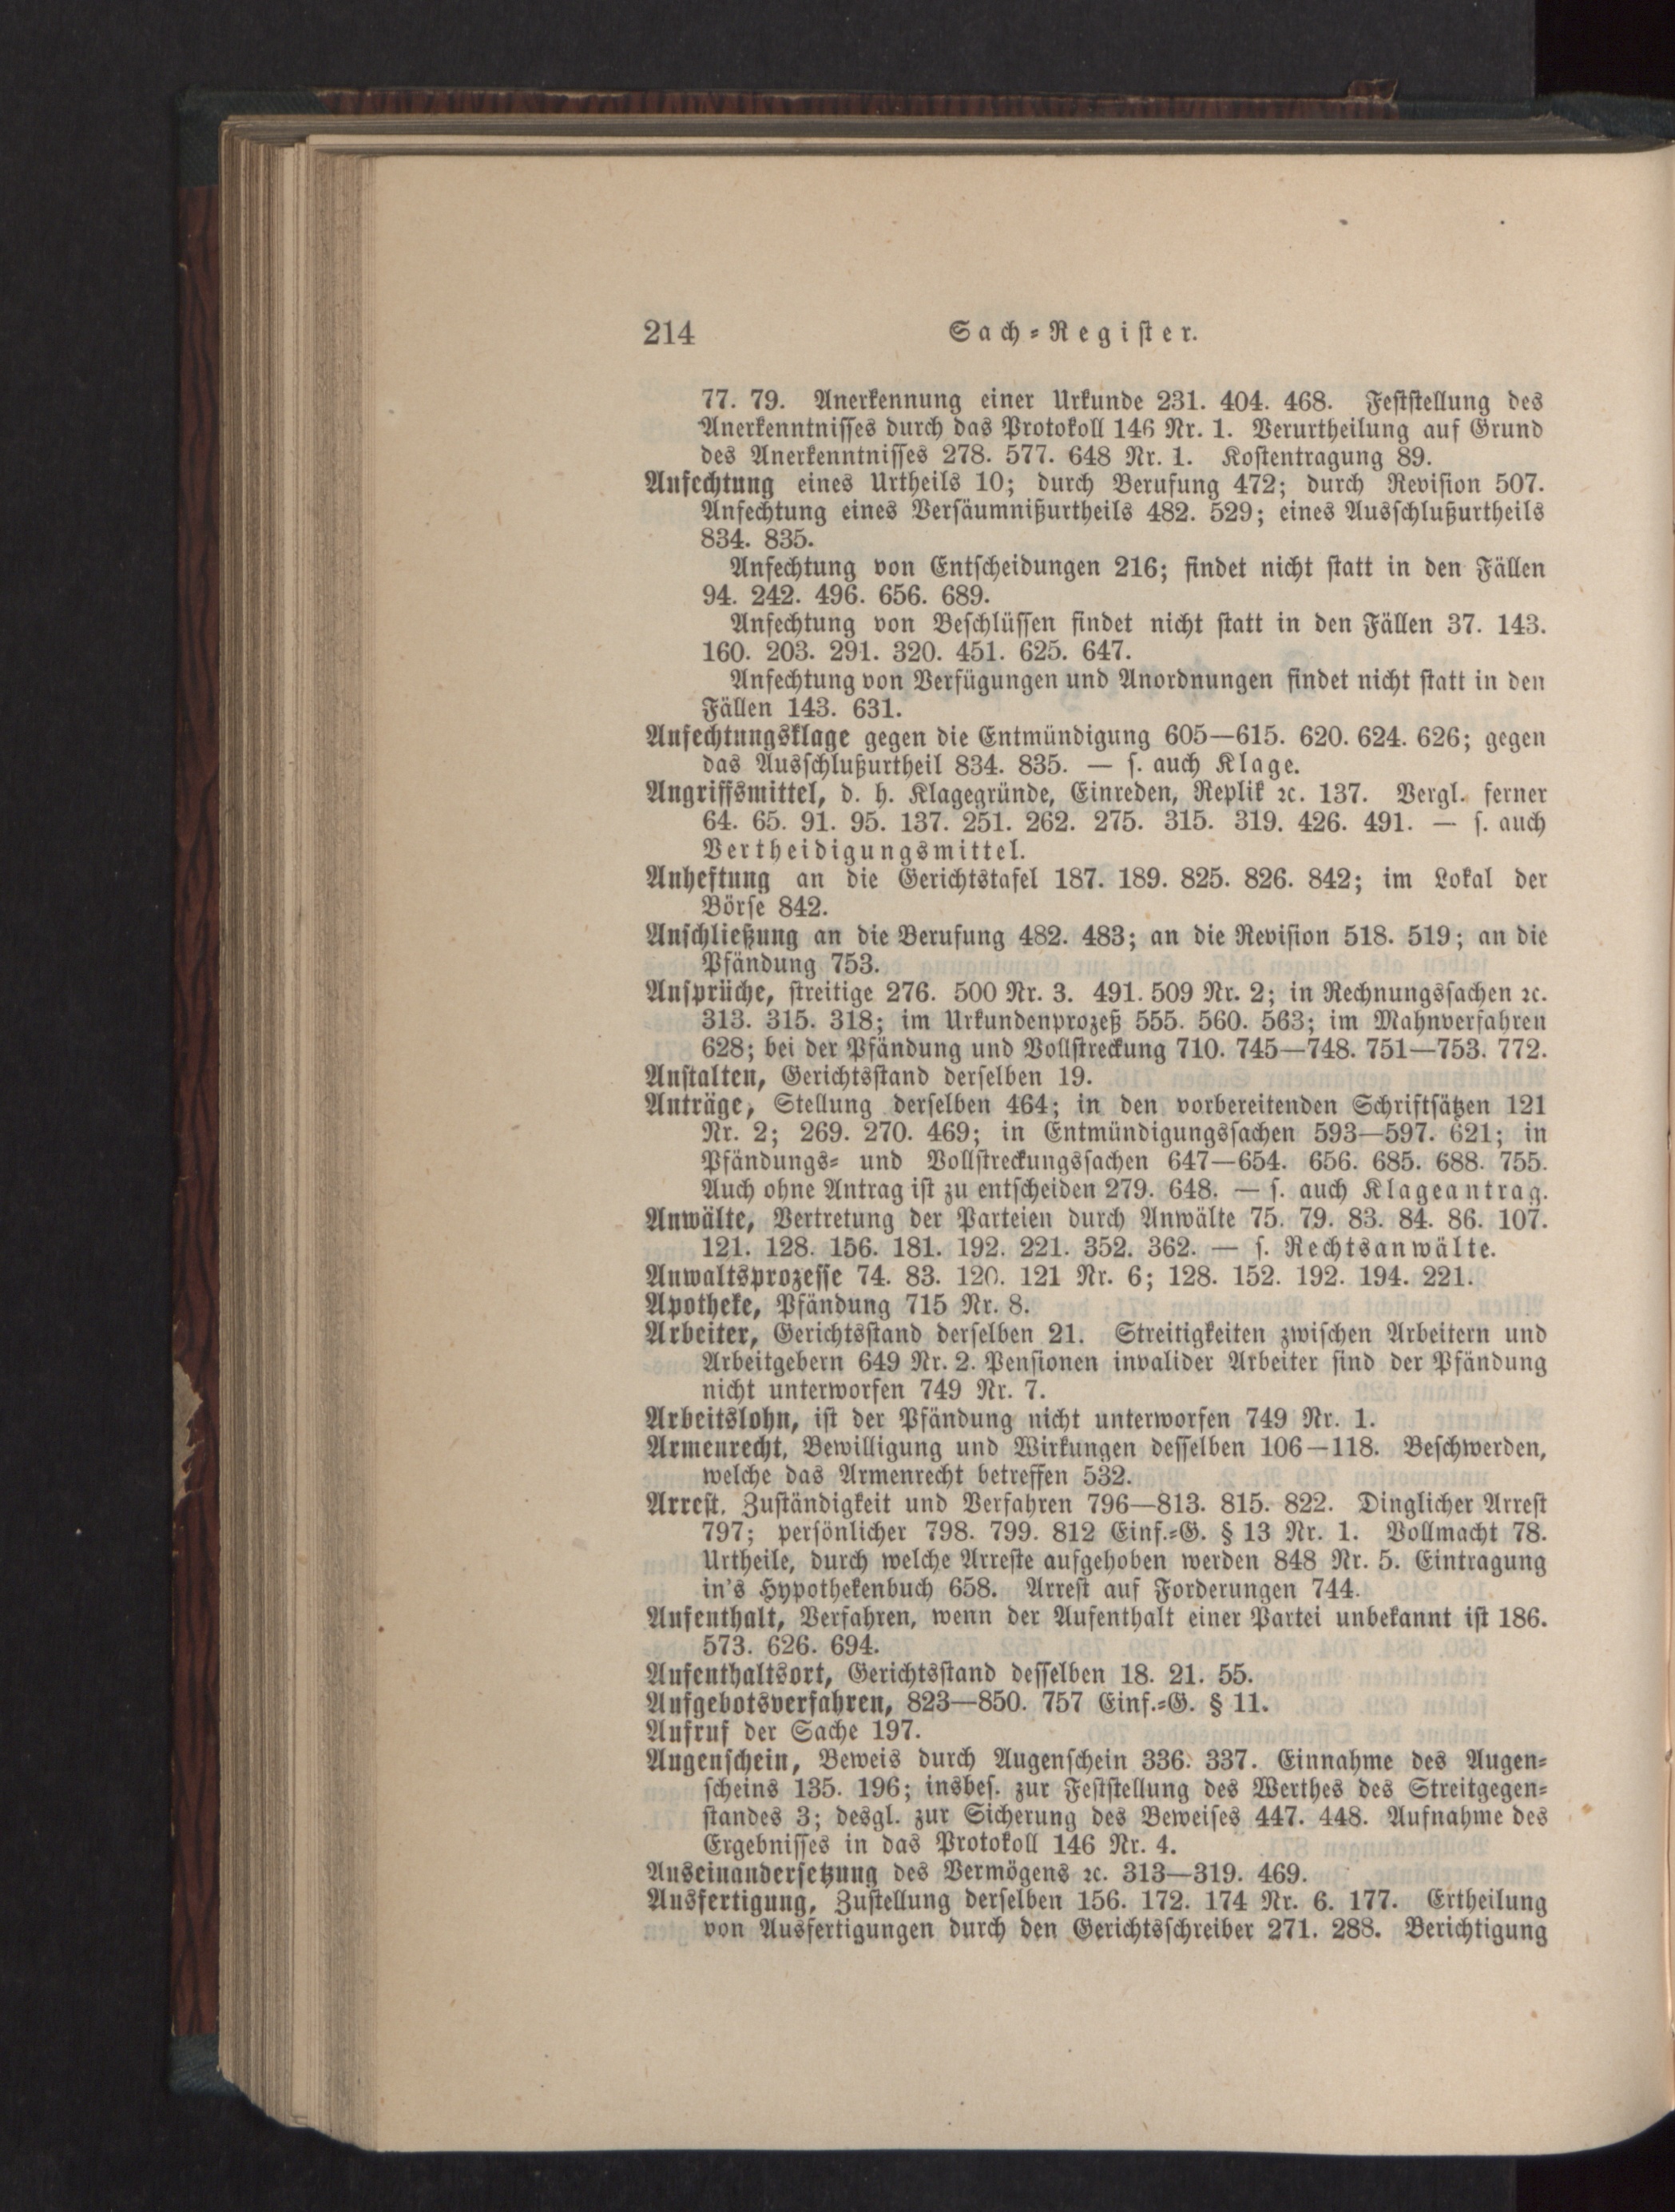 214 Sach-Register.
77. 79. Anerkennung einer Urkunde 231. 404. 468. Feststellung des
Anerkenntnisses durch das Protokoll 146 Nr. 1. Verurtheilung auf Grund
des Anerkenntnisses 278. 577. 648 Nr. 1. Kostentragung 89.
Anfechtung eines Urtheils 10; durch Berufung 472; durch Revision 507.
Anfechtung eines Versäumnißurtheils 482. 529; eines Ausschlußurtheils
834. 835.
Anfechtung von Entscheidungen 216; findet nicht statt in den Fällen
94. 242. 496. 656. 689.
Anfechtung von Beschlüssen findet nicht statt in den Fällen 37. 143.
160. 203. 291. 320. 451. 625. 647.
Anfechtung von Verfügungen und Anordnungen findet nicht statt in den
Fällen 143. 631.
Anfechtungsklage gegen die Entmündigung 605—615. 620. 624. 626; gegen
das Ausschlußurtheil 834. 835. — s. auch Klage.
Angriffsmittel, d. h. Klagegründe, Einreden, Replik ꝛc. 137. Vergl. ferner
64. 65. 91. 95. 137. 251. 262. 275. 315. 319. 426. 491. — s. auch
Vertheidigungsmittel.
Anheftung an die Gerichtstafel 187. 189. 825. 826. 842; im Lokal der
Börse 842.
Anschließung an die Berufung 482. 483; an die Revision 518. 519; an die
Pfändung 753.
Ansprüche, streitige 276. 500 Nr. 3. 491. 509 Nr. 2; in Rechnungssachen ꝛc.
313. 315. 318; im Urkundenprozeß 555. 560. 563; im Mahnverfahren
628; bei der Pfändung und Vollstreckung 710. 745—748. 751—753. 772.
Anstalten, Gerichtsstand derselben 19.
Anträge, Stellung derselben 464; in den vorbereitenden Schriftsätzen 121
Nr. 2; 269. 270. 469; in Entmündigungssachen 593—597. 621; in
Pfändungs- und Vollstreckungssachen 647—654. 656. 685. 688. 755.
Auch ohne Antrag ist zu entscheiden 279. 648. — s. auch Klageantrag.
Anwälte, Vertretung der Parteien durch Anwälte 75. 79. 83. 84. 86. 107.
121. 128. 156. 181. 192. 221. 352. 362. — s. Rechtsanwälte.
Anwaltsprozesse 74. 83. 120. 121 Nr. 6; 128. 152. 192. 194. 221.
Apotheke, Pfändung 715 Nr. 8.
Arbeiter, Gerichtsstand derselben 21. Streitigkeiten zwischen Arbeitern und
Arbeitgebern 649 Nr. 2. Pensionen invalider Arbeiter sind der Pfändung
nicht unterworfen 749 Nr. 7.
Arbeitslohn, ist der Pfändung nicht unterworfen 749 Nr. 1.
Armenrecht, Bewilligung und Wirkungen desselben 106—118. Beschwerden,
welche das Armenrecht betreffen 532.
Arrest. Zuständigkeit und Verfahren 796—813. 815. 822. Dinglicher Arrest
797; persönlicher 798. 799. 812 Einf.-G. § 13 Nr. 1. Vollmacht 78.
Urtheile, durch welche Arreste aufgehoben werden 848 Nr. 5. Eintragung
in's Hypothekenbuch 658. Arrest auf Forderungen 744.
Aufenthalt, Verfahren, wenn der Aufenthalt einer Partei unbekannt ist 186.
573. 626. 694.
Aufenthaltsort, Gerichtsstand desselben 18. 21. 55.
Aufgebotsverfahren, 823—850. 757 Einf.-G. § 11.
Aufruf der Sache 197.
Augenschein, Beweis durch Augenschein 336. 337. Einnahme des Augen-
scheins 135. 196; insbes. zur Feststellung des Werthes des Streitgegen-
standes 3; desgl. zur Sicherung des Beweises 447. 448. Aufnahme des
Ergebnisses in das Protokoll 146 Nr. 4.
Auseinandersetzung des Vermögens ꝛc. 313—319. 469.
Ausfertigung, Zustellung derselben 156. 172. 174 Nr. 6. 177. Ertheilung
von Ausfertigungen durch den Gerichtsschreiber 271. 288. Berichtigung